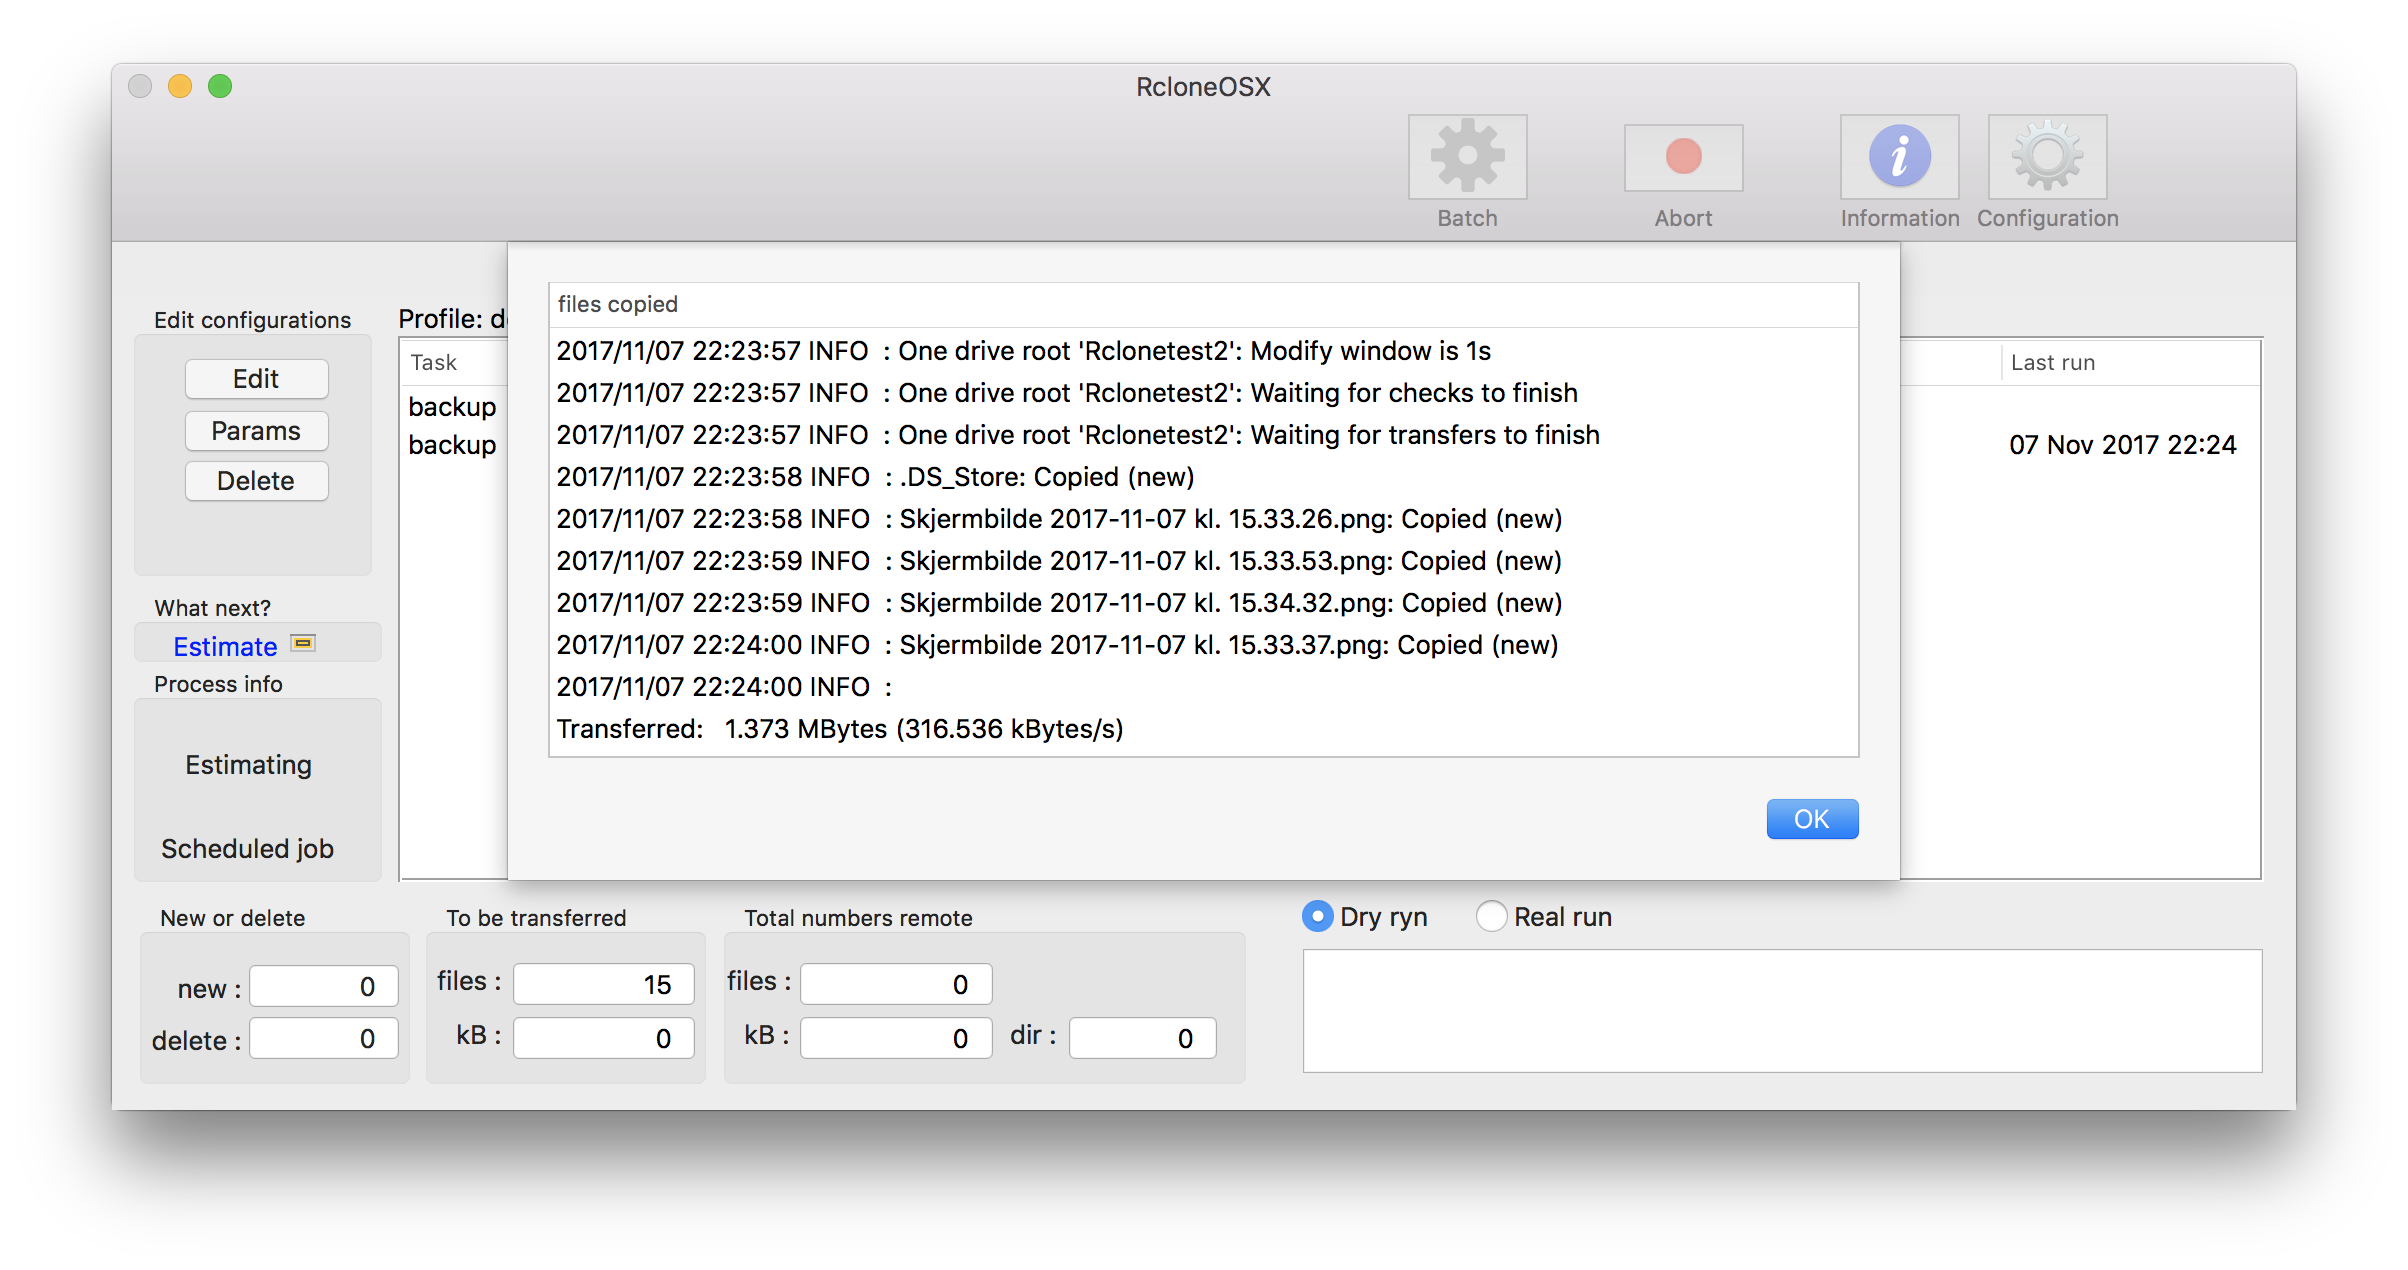 RcloneOSX
Batch
Abort
Information
Configuration
Edit configurations
Edit
Params
Delete
What next?
Estimate
Process info
Estimating
Scheduled job
Profile:
Task
Last run
backup
backup
07 Nov 2017 22:24
files copied
2017/11/07 22:23:57 INFO : One drive root 'Rclonetest2': Modify window is 1s
2017/11/07 22:23:57 INFO : One drive root 'Rclonetest2': Waiting for checks to finish
2017/11/07 22:23:57 INFO : One drive root 'Rclonetest2': Waiting for transfers to finish
2017/11/07 22:23:58 INFO : .DS_Store: Copied (new)
2017/11/07 22:23:58 INFO : Skjermbilde 2017-11-07 kl. 15.33.26.png: Copied (new)
2017/11/07 22:23:59 INFO : Skjermbilde 2017-11-07 kl. 15.33.53.png: Copied (new)
2017/11/07 22:23:59 INFO : Skjermbilde 2017-11-07 kl. 15.34.32.png: Copied (new)
2017/11/07 22:24:00 INFO : Skjermbilde 2017-11-07 kl. 15.33.37.png: Copied (new)
2017/11/07 22:24:00 INFO :
Transferred: 1.373 MBytes (316.536 kBytes/s)
OK
New or delete
new : 0
delete : 0
To be transferred
files : 15
kB : 0
Total numbers remote
files : 0
kB : 0 dir : 0
Dry ryn Real run